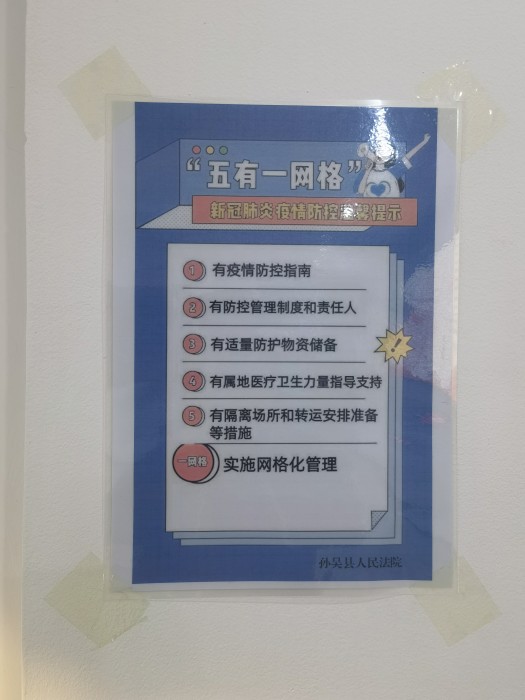 “五有一网格”
新冠肺炎疫情防控温馨提示
1 有疫情防控指南
2 有防控管理制度和责任人
3 有适量防护物资储备
4 有属地医疗卫生力量指导支持
5 有隔离场所和转运安排准备
等措施
一网格 实施网格化管理
孙吴县人民法院